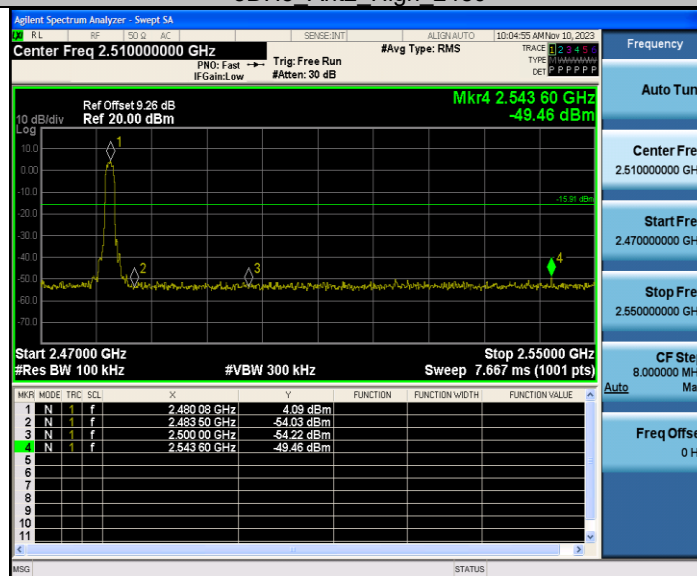 Agilent Spectrum Analyzer - Swept SA
RL RF 50 Ω AC SENSE:INT ALIGN AUTO 10:04:55 AM Nov 10, 2023
Center Freq 2.510000000 GHz
#Avg Type: RMS
TRACE 1 2 3 4 5 6
TYPE M W W W W W
DET P P P P P P
PNO: Fast
IFGain:Low
Trig: Free Run
#Atten: 30 dB
Mkr4 2.543 60 GHz
-49.46 dBm
Ref Offset 9.26 dB
10 dB/div Ref 20.00 dBm
Log
10.0
0.00
-10.0
-20.0
-30.0
-40.0
-50.0
-60.0
-70.0
1
2
3
4
-15.91 dBm
Start 2.47000 GHz Stop 2.55000 GHz
#Res BW 100 kHz #VBW 300 kHz Sweep 7.667 ms (1001 pts)
MKR MODE TRC SCL X Y FUNCTION FUNCTION WIDTH FUNCTION VALUE
1 N 1 f 2.480 08 GHz 4.09 dBm
2 N 1 f 2.483 50 GHz -54.03 dBm
3 N 1 f 2.500 00 GHz -54.22 dBm
4 N 1 f 2.543 60 GHz -49.46 dBm
5
6
7
8
9
10
11
MSG STATUS
Frequency
Auto Tun
Center Fre
2.510000000 GH
Start Fre
2.470000000 GH
Stop Fre
2.550000000 GH
CF Ste
8.000000 MH
Auto Ma
Freq Offse
0 H